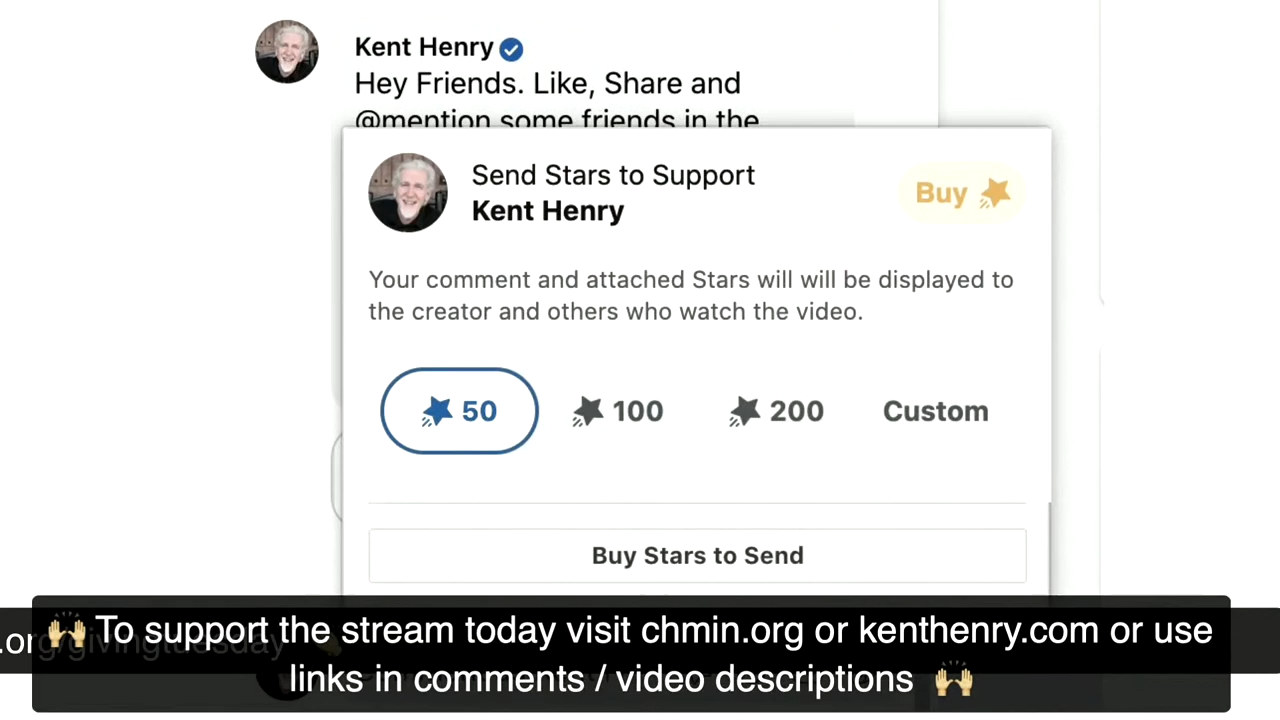 Kent Henry
Hey Friends. Like, Share and
@mention some friends in the
Send Stars to Support
Kent Henry
Buy
Your comment and attached Stars will will be displayed to
the creator and others who watch the video.
50 100 200 Custom
Buy Stars to Send
.org/givingtuesday
🙌 To support the stream today visit chmin.org or kenthenry.com or use
links in comments / video descriptions 🙌